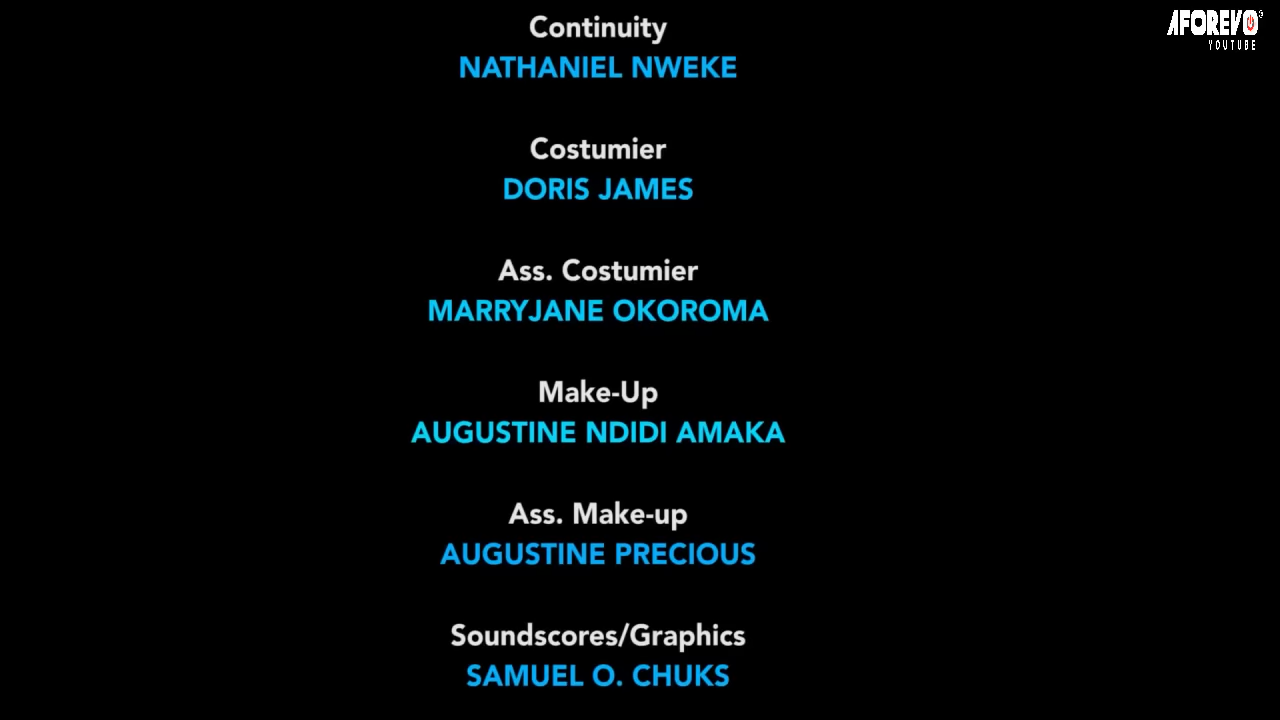 AFOREVO
YOUTUBE
Continuity
NATHANIEL NWEKE
Costumier
DORIS JAMES
Ass. Costumier
MARRYJANE OKOROMA
Make-Up
AUGUSTINE NDIDI AMAKA
Ass. Make-up
AUGUSTINE PRECIOUS
Soundscores/Graphics
SAMUEL O. CHUKS